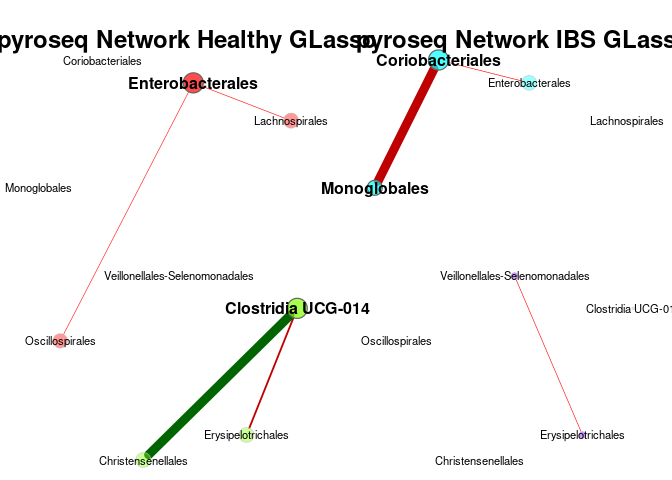 pyroseq Network Healthy GLasso
pyroseq Network IBS GLass
Coriobacteriales
Enterobacterales
Lachnospirales
Monoglobales
Veillonellales-Selenomonadales
Clostridia UCG-014
Oscillospirales
Erysipelotrichales
Christensenellales
Coriobacteriales
Enterobacterales
Lachnospirales
Monoglobales
Veillonellales-Selenomonadales
Clostridia UCG-01
Oscillospirales
Erysipelotrichales
Christensenellales